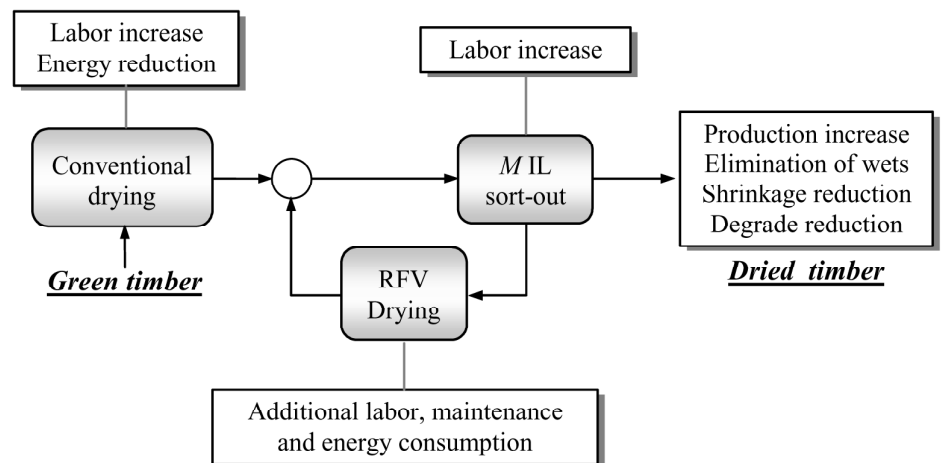 Labor increase
Energy reduction
Labor increase
Conventional
drying
M IL
sort-out
Production increase
Elimination of wets
Shrinkage reduction
Degrade reduction
Green timber
RFV
Drying
Dried timber
Additional labor, maintenance
and energy consumption